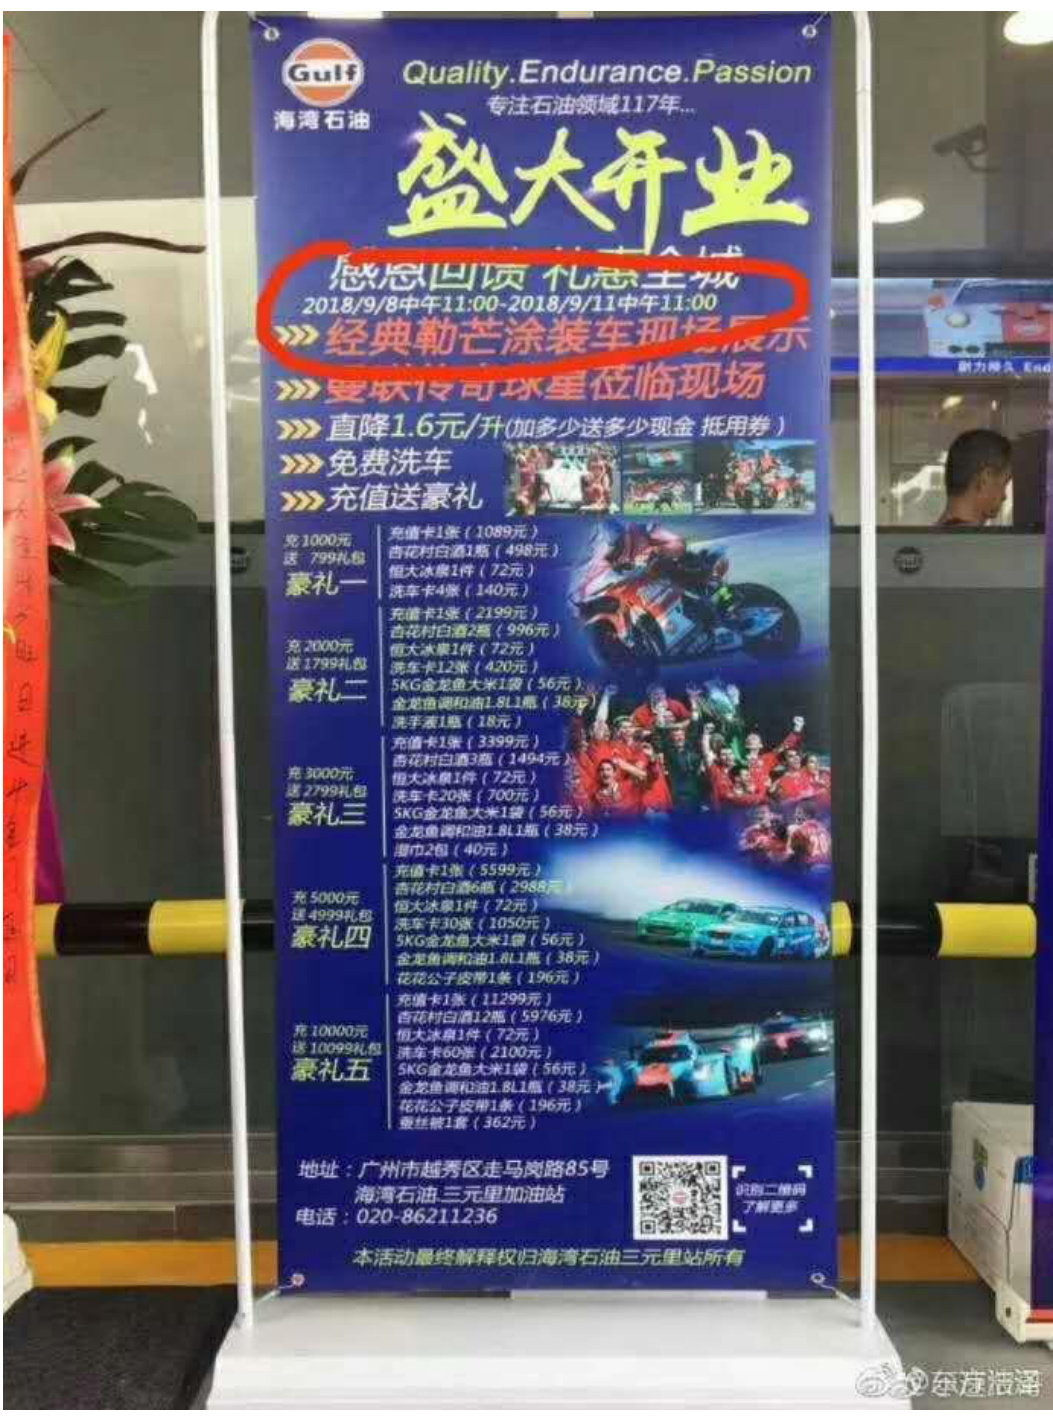 Gulf
海湾石油
Quality.Endurance.Passion
专注石油领域117年...
盛大开业
感恩回馈 礼惠全城
2018/9/8中午11:00-2018/9/11中午11:00
经典勒芒涂装车现场展示
曼联传奇球星莅临现场
直降1.6元/升(加多少送多少现金 抵用券)
免费洗车
充值送豪礼
充1000元
送 799礼包
豪礼一
充值卡1张(1089元)
杏花村白酒1瓶(498元)
恒大冰泉1件(72元)
洗车卡4张(140元)
充2000元
送1799礼包
豪礼二
充值卡1张(2199元)
杏花村白酒2瓶(996元)
恒大冰泉1件(72元)
洗车卡12张(420元)
5KG金龙鱼大米1袋(56元)
金龙鱼调和油1.8L1瓶(38元)
洗手液1瓶(18元)
充3000元
送2799礼包
豪礼三
充值卡1张(3399元)
杏花村白酒3瓶(1494元)
恒大冰泉1件(72元)
洗车卡20张(700元)
5KG金龙鱼大米1袋(56元)
金龙鱼调和油1.8L1瓶(38元)
湿巾2包(40元)
充5000元
送4999礼包
豪礼四
充值卡1张(5599元)
杏花村白酒6瓶(2988元)
恒大冰泉1件(72元)
洗车卡30张(1050元)
5KG金龙鱼大米1袋(56元)
金龙鱼调和油1.8L1瓶(38元)
花花公子皮带1条(196元)
充10000元
送10099礼包
豪礼五
充值卡1张(11299元)
杏花村白酒12瓶(5976元)
恒大冰泉1件(72元)
洗车卡60张(2100元)
5KG金龙鱼大米1袋(56元)
金龙鱼调和油1.8L1瓶(38元)
花花公子皮带1条(196元)
蚕丝被1套(362元)
地址:广州市越秀区走马岗路85号
海湾石油.三元里加油站
电话:020-86211236
识别二维码
了解更多
本活动最终解释权归海湾石油三元里站所有
耐力持久 End
@东方浩泽